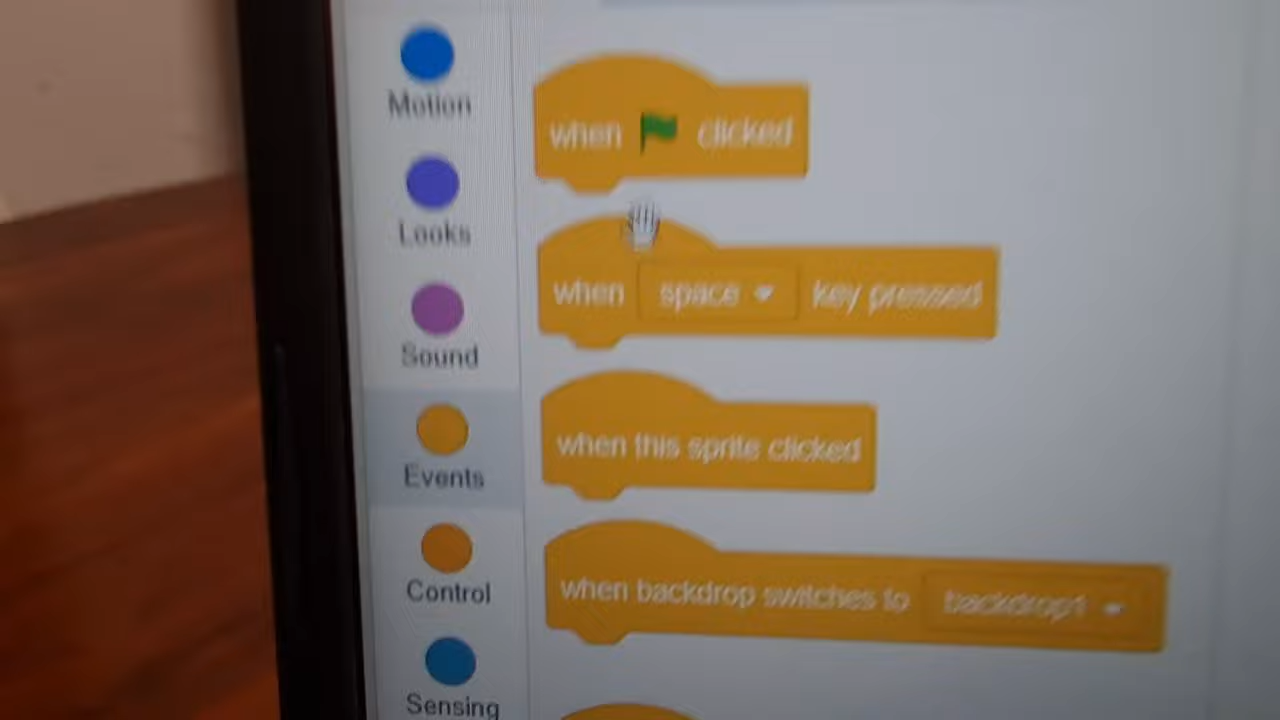 Motion
when clicked
Looks
when space key pressed
Sound
when this sprite clicked
Events
when backdrop switches to backdrop1
Control
Sensing